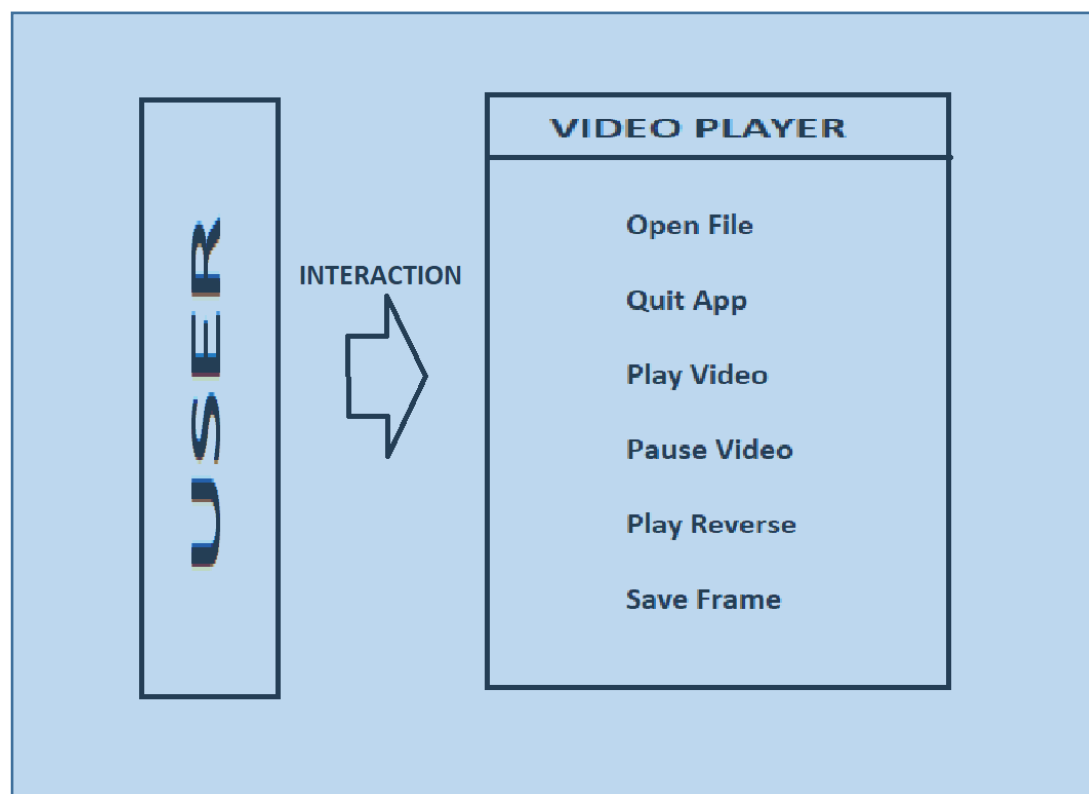 USER
INTERACTION
VIDEO PLAYER
Open File
Quit App
Play Video
Pause Video
Play Reverse
Save Frame